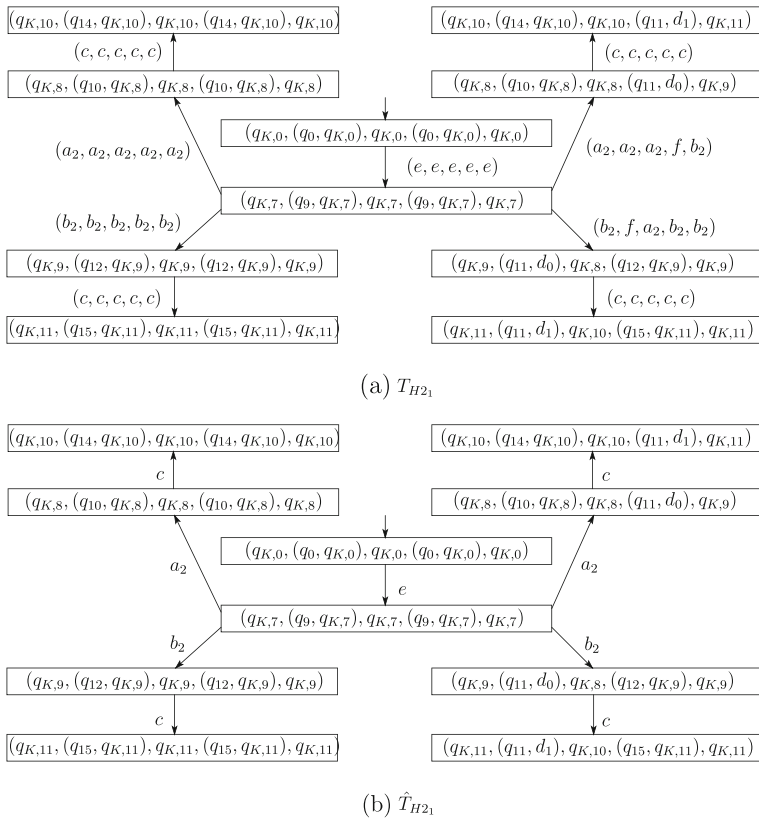 (q_{K,10}, (q_{14}, q_{K,10}), q_{K,10}, (q_{14}, q_{K,10}), q_{K,10}) (q_{K,10}, (q_{14}, q_{K,10}), q_{K,10}, (q_{11}, d_1), q_{K,11})
(c, c, c, c, c) (c, c, c, c, c)
(q_{K,8}, (q_{10}, q_{K,8}), q_{K,8}, (q_{10}, q_{K,8}), q_{K,8}) (q_{K,8}, (q_{10}, q_{K,8}), q_{K,8}, (q_{11}, d_0), q_{K,9})
(q_{K,0}, (q_0, q_{K,0}), q_{K,0}, (q_0, q_{K,0}), q_{K,0})
(a_2, a_2, a_2, a_2, a_2) (a_2, a_2, a_2, f, b_2)
(e, e, e, e, e)
(q_{K,7}, (q_9, q_{K,7}), q_{K,7}, (q_9, q_{K,7}), q_{K,7})
(b_2, b_2, b_2, b_2, b_2) (b_2, f, a_2, b_2, b_2)
(q_{K,9}, (q_{12}, q_{K,9}), q_{K,9}, (q_{12}, q_{K,9}), q_{K,9}) (q_{K,9}, (q_{11}, d_0), q_{K,8}, (q_{12}, q_{K,9}), q_{K,9})
(c, c, c, c, c) (c, c, c, c, c)
(q_{K,11}, (q_{15}, q_{K,11}), q_{K,11}, (q_{15}, q_{K,11}), q_{K,11}) (q_{K,11}, (q_{11}, d_1), q_{K,10}, (q_{15}, q_{K,11}), q_{K,11})
(a) T_{H2_1}
(q_{K,10}, (q_{14}, q_{K,10}), q_{K,10}, (q_{14}, q_{K,10}), q_{K,10}) (q_{K,10}, (q_{14}, q_{K,10}), q_{K,10}, (q_{11}, d_1), q_{K,11})
c c
(q_{K,8}, (q_{10}, q_{K,8}), q_{K,8}, (q_{10}, q_{K,8}), q_{K,8}) (q_{K,8}, (q_{10}, q_{K,8}), q_{K,8}, (q_{11}, d_0), q_{K,9})
(q_{K,0}, (q_0, q_{K,0}), q_{K,0}, (q_0, q_{K,0}), q_{K,0})
a_2 a_2
e
(q_{K,7}, (q_9, q_{K,7}), q_{K,7}, (q_9, q_{K,7}), q_{K,7})
b_2 b_2
(q_{K,9}, (q_{12}, q_{K,9}), q_{K,9}, (q_{12}, q_{K,9}), q_{K,9}) (q_{K,9}, (q_{11}, d_0), q_{K,8}, (q_{12}, q_{K,9}), q_{K,9})
c c
(q_{K,11}, (q_{15}, q_{K,11}), q_{K,11}, (q_{15}, q_{K,11}), q_{K,11}) (q_{K,11}, (q_{11}, d_1), q_{K,10}, (q_{15}, q_{K,11}), q_{K,11})
(b) \hat{T}_{H2_1}